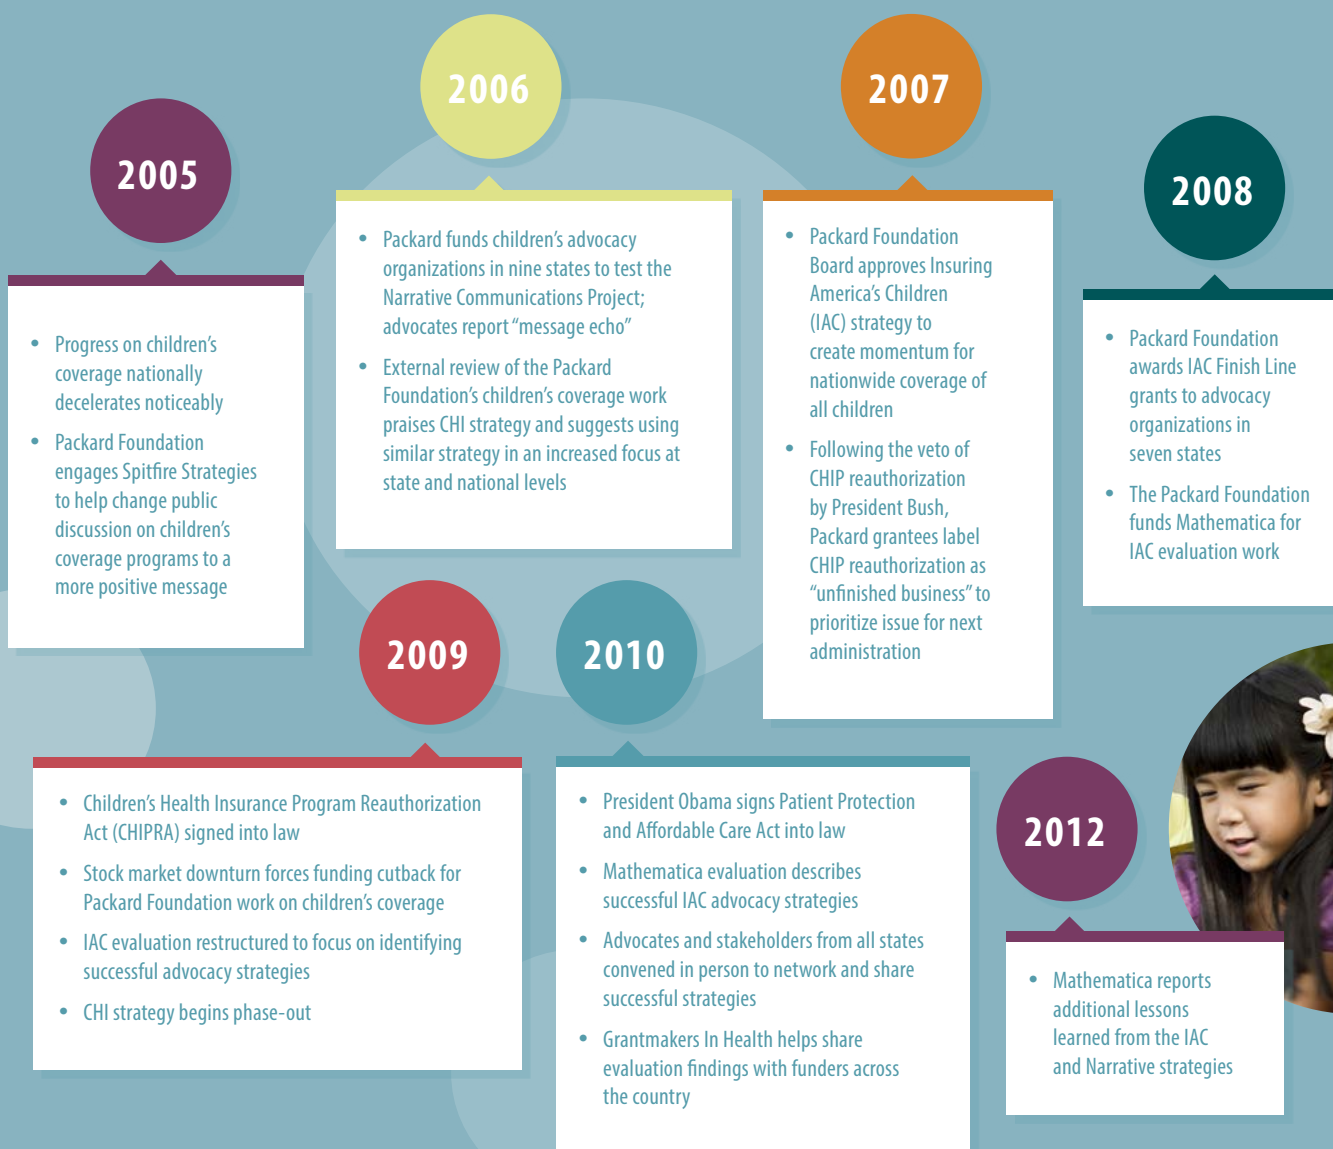 2005
• Progress on children’s
coverage nationally
decelerates noticeably
• Packard Foundation
engages Spitfire Strategies
to help change public
discussion on children’s
coverage programs to a
more positive message
2006
• Packard funds children’s advocacy
organizations in nine states to test the
Narrative Communications Project;
advocates report “message echo”
• External review of the Packard
Foundation’s children’s coverage work
praises CHI strategy and suggests using
similar strategy in an increased focus at
state and national levels
2007
• Packard Foundation
Board approves Insuring
America’s Children
(IAC) strategy to
create momentum for
nationwide coverage of
all children
• Following the veto of
CHIP reauthorization
by President Bush,
Packard grantees label
CHIP reauthorization as
“unfinished business” to
prioritize issue for next
administration
2008
• Packard Foundation
awards IAC Finish Line
grants to advocacy
organizations in
seven states
• The Packard Foundation
funds Mathematica for
IAC evaluation work
2009
• Children’s Health Insurance Program Reauthorization
Act (CHIPRA) signed into law
• Stock market downturn forces funding cutback for
Packard Foundation work on children’s coverage
• IAC evaluation restructured to focus on identifying
successful advocacy strategies
• CHI strategy begins phase-out
2010
• President Obama signs Patient Protection
and Affordable Care Act into law
• Mathematica evaluation describes
successful IAC advocacy strategies
• Advocates and stakeholders from all states
convened in person to network and share
successful strategies
• Grantmakers In Health helps share
evaluation findings with funders across
the country
2012
• Mathematica reports
additional lessons
learned from the IAC
and Narrative strategies